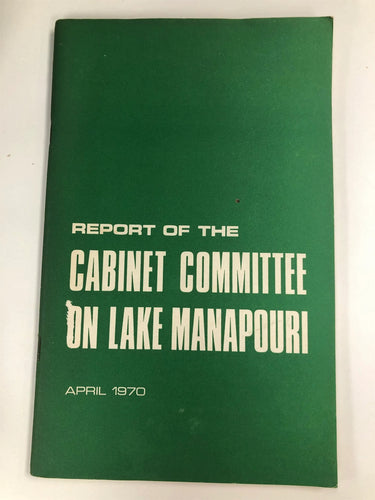 REPORT OF THE
CABINET COMMITTEE
ON LAKE MANAPOURI
APRIL 1970